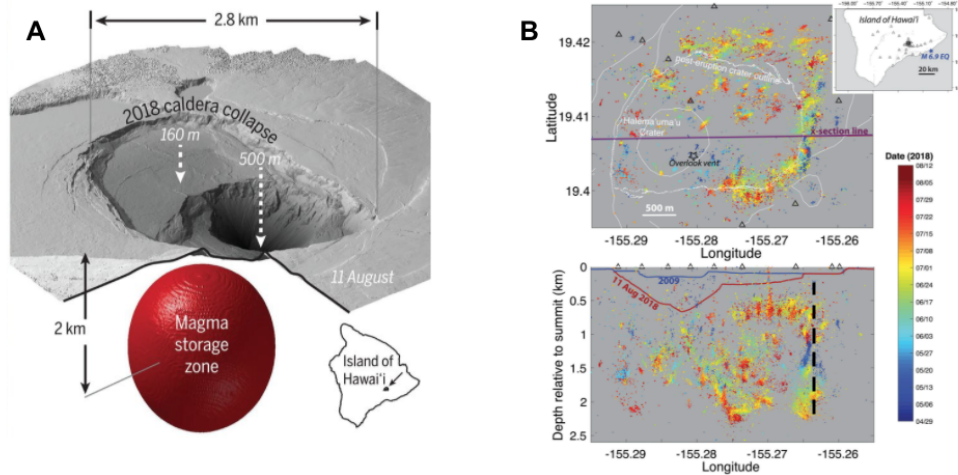 A
2.8 km
2018 caldera collapse
160 m
500 m
11 August
2 km
Magma
storage
zone
Island of
Hawai'i
B
Latitude
19.42
19.41
19.4
post-eruption crater outline
Halema'uma'u
Crater
X-section line
Overlook vent
500 m
-155.29
-155.28
-155.27
-155.26
Longitude
Island of Hawai'i
M 6.9 EQ
20 km
Date (2018)
08/12
08/05
07/22
07/15
07/08
07/01
06/24
06/17
06/10
06/03
05/27
05/20
05/13
05/06
04/29
Depth relative to summit (km)
0
0.5
1
1.5
2
2.5
2009
11 Aug 2018
-155.29
-155.28
-155.27
-155.26
Longitude